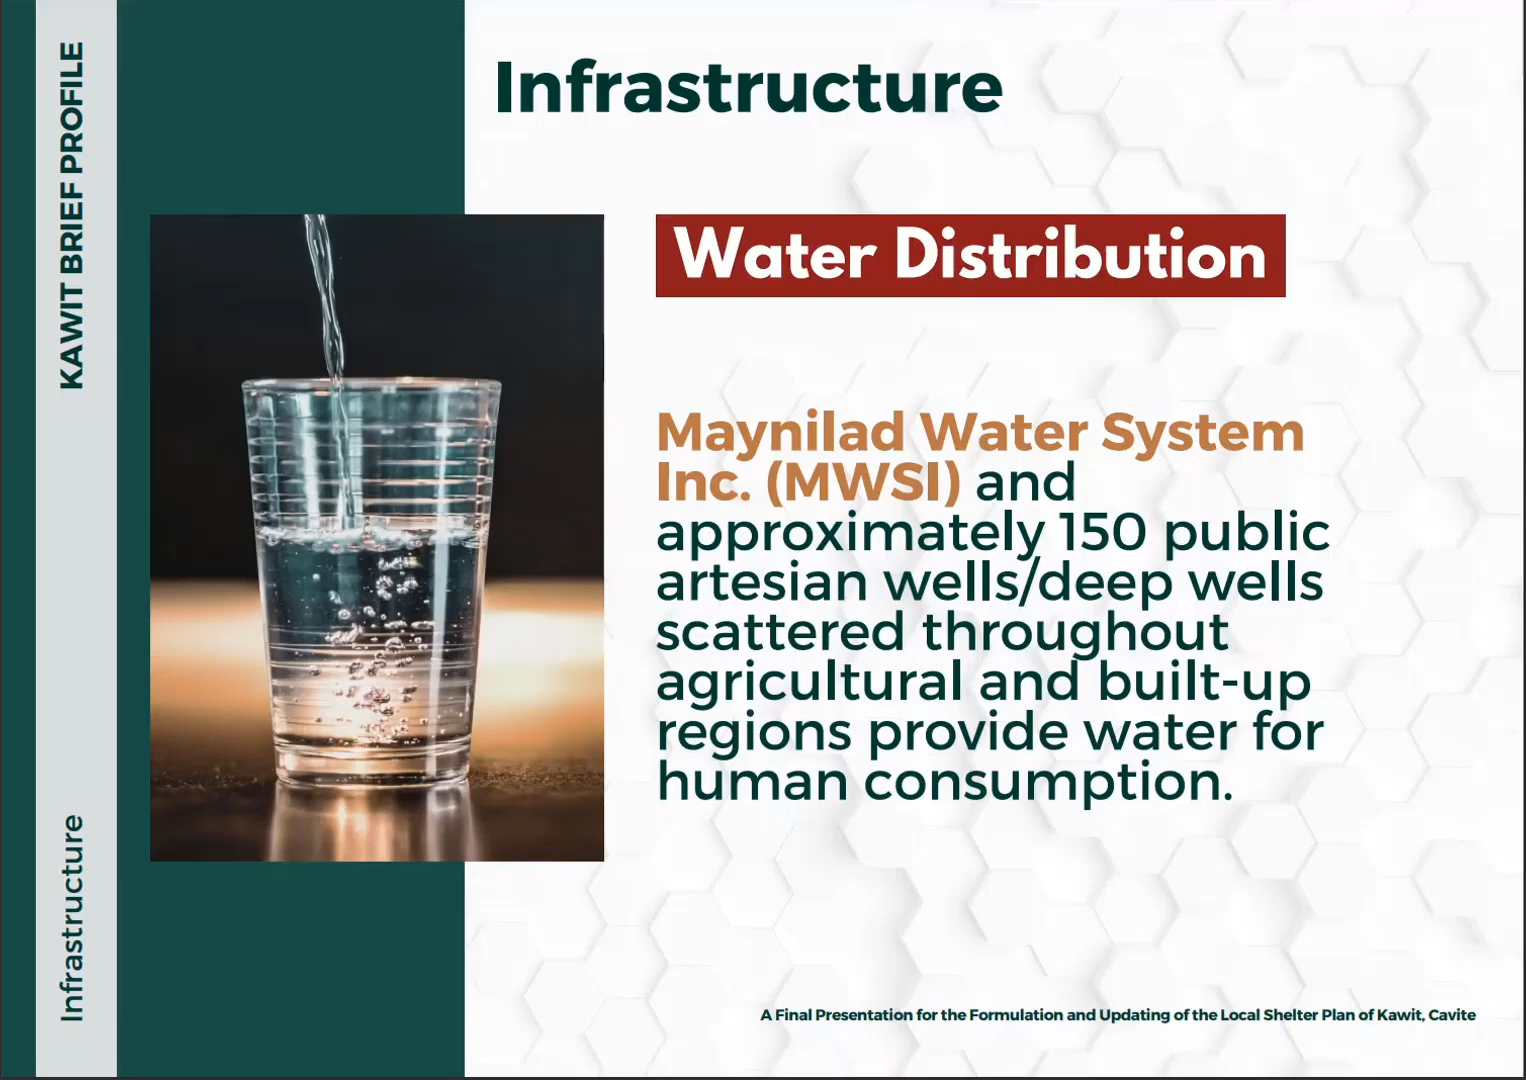 KAWIT BRIEF PROFILE
Infrastructure
Infrastructure
Water Distribution
Maynilad Water System
Inc. (MWSI) and
approximately 150 public
artesian wells/deep wells
scattered throughout
agricultural and built-up
regions provide water for
human consumption.
A Final Presentation for the Formulation and Updating of the Local Shelter Plan of Kawit, Cavite